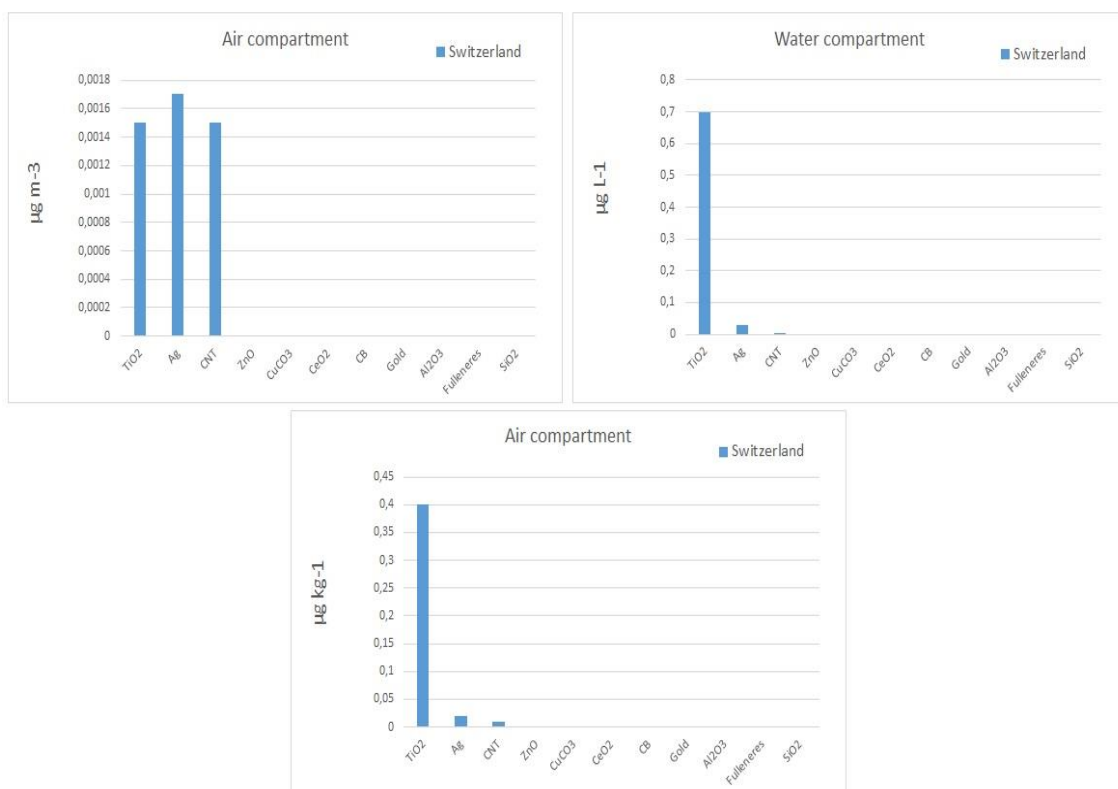 Air compartment
Switzerland
0,0018
0,0016
0,0014
0,0012
0,001
0,0008
0,0006
0,0004
0,0002
0
µg m-3
TiO2 Ag CNT ZnO CuCO3 CeO2 CB Gold Al2O3 Fulleneres SiO2
Water compartment
Switzerland
0,8
0,7
0,6
0,5
0,4
0,3
0,2
0,1
0
µg L-1
TiO2 Ag CNT ZnO CuCO3 CeO2 CB Gold Al2O3 Fulleneres SiO2
Air compartment
Switzerland
0,45
0,4
0,35
0,3
0,25
0,2
0,15
0,1
0,05
0
µg kg-1
TiO2 Ag CNT ZnO CuCO3 CeO2 CB Gold Al2O3 Fulleneres SiO2